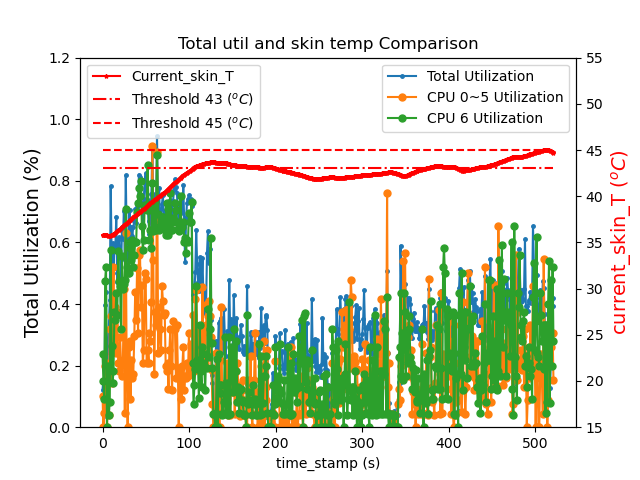 Total util and skin temp Comparison
Current_skin_T
Threshold 43 (°C)
Threshold 45 (°C)
Total Utilization
CPU 0~5 Utilization
CPU 6 Utilization
Total Utilization (%)
1.2
1.0
0.8
0.6
0.4
0.2
0.0
55
50
45
40
35
30
25
20
15
current_skin_T (°C)
0 100 200 300 400 500
time_stamp (s)